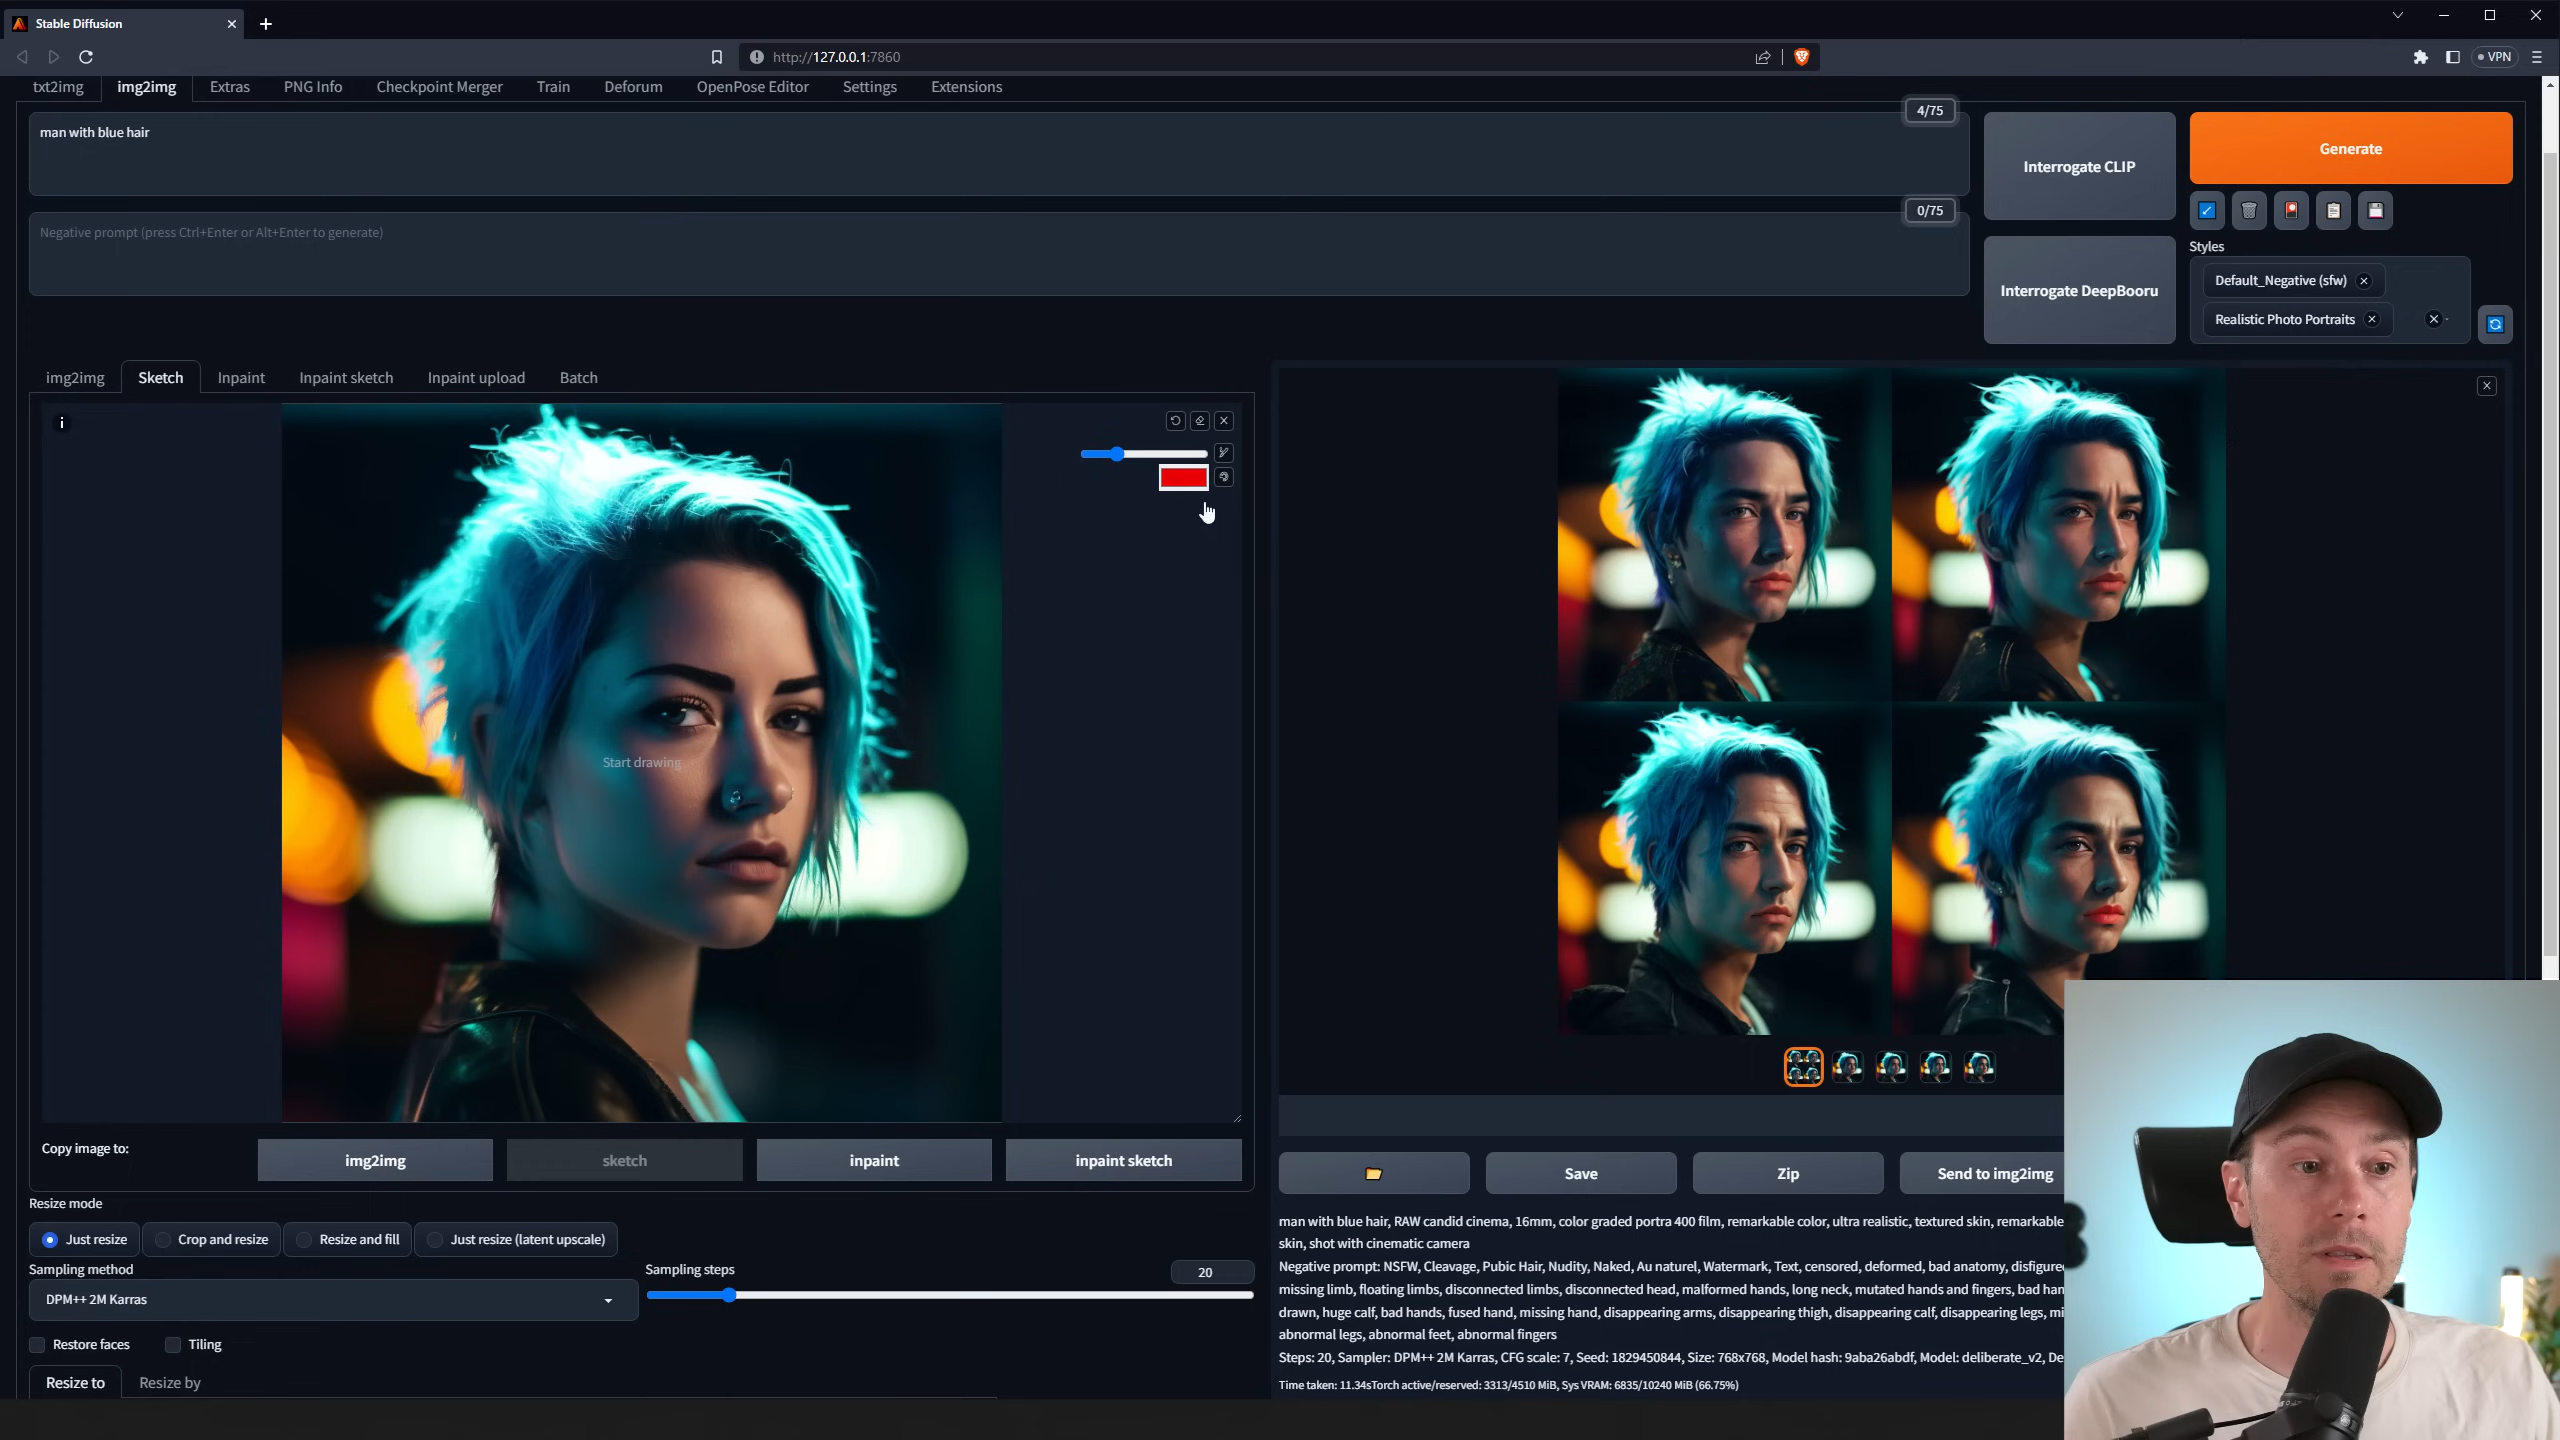 Stable Diffusion
http://127.0.0.1:7860
VPN
txt2img
img2img
Extras
PNG Info
Checkpoint Merger
Train
Deforum
OpenPose Editor
Settings
Extensions
4/75
man with blue hair
0/75
Negative prompt (press Ctrl+Enter or Alt+Enter to generate)
Interrogate CLIP
Interrogate DeepBooru
Generate
Styles
Default_Negative (sfw)
Realistic Photo Portraits
img2img
Sketch
Inpaint
Inpaint sketch
Inpaint upload
Batch
Start drawing
Copy image to:
img2img
sketch
inpaint
inpaint sketch
Resize mode
Just resize
Crop and resize
Resize and fill
Just resize (latent upscale)
Sampling method
DPM++ 2M Karras
Sampling steps
20
Restore faces
Tiling
Resize to
Resize by
Save
Zip
Send to img2img
man with blue hair, RAW candid cinema, 16mm, color graded portra 400 film, remarkable color, ultra realistic, textured skin, remarkable
skin, shot with cinematic camera
Negative prompt: NSFW, Cleavage, Pubic Hair, Nudity, Naked, Au naturel, Watermark, Text, censored, deformed, bad anatomy, disfigure
missing limb, floating limbs, disconnected limbs, disconnected head, malformed hands, long neck, mutated hands and fingers, bad han
drawn, huge calf, bad hands, fused hand, missing hand, disappearing arms, disappearing thigh, disappearing calf, disappearing legs, mi
abnormal legs, abnormal feet, abnormal fingers
Steps: 20, Sampler: DPM++ 2M Karras, CFG scale: 7, Seed: 1829450844, Size: 768x768, Model hash: 9aba26abdf, Model: deliberate_v2, De
Time taken: 11.34sTorch active/reserved: 3313/4510 MiB, Sys VRAM: 6835/10240 MiB (66.75%)